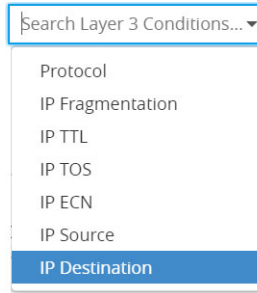 Search Layer 3 Conditions...
Protocol
IP Fragmentation
IP TTL
IP TOS
IP ECN
IP Source
IP Destination